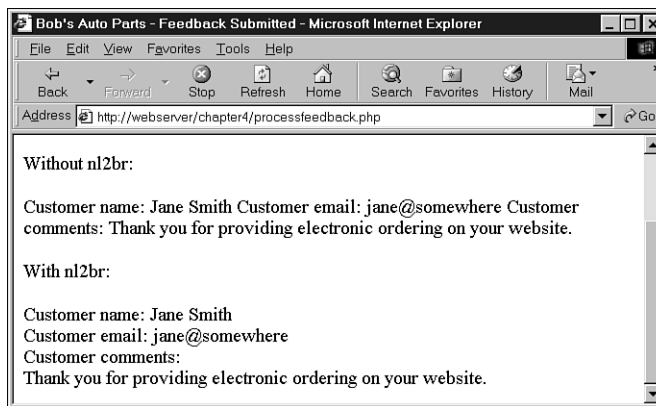 Bob's Auto Parts - Feedback Submitted - Microsoft Internet Explorer
File Edit View Favorites Tools Help
Back Forward Stop Refresh Home Search Favorites History Mail
Address http://webserver/chapter4/processfeedback.php Go
Without nl2br:
Customer name: Jane Smith Customer email: jane@somewhere Customer
comments: Thank you for providing electronic ordering on your website.
With nl2br:
Customer name: Jane Smith
Customer email: jane@somewhere
Customer comments:
Thank you for providing electronic ordering on your website.